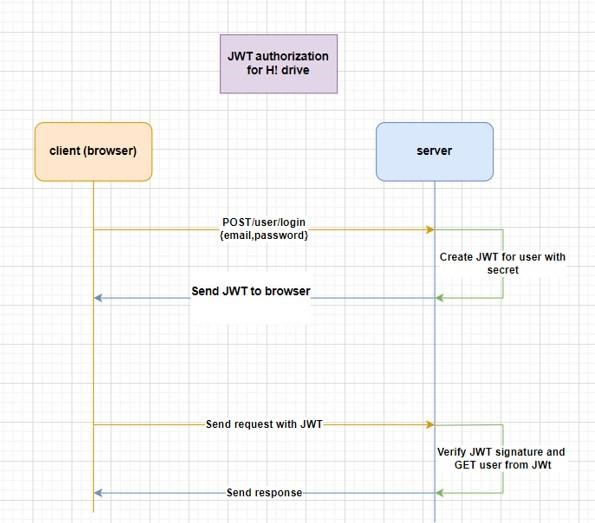 JWT authorization
for H! drive
client (browser)
server
POST/user/login
{email,password}
Create JWT for user with
secret
Send JWT to browser
Send request with JWT
Verify JWT signature and
GET user from JWt
Send response